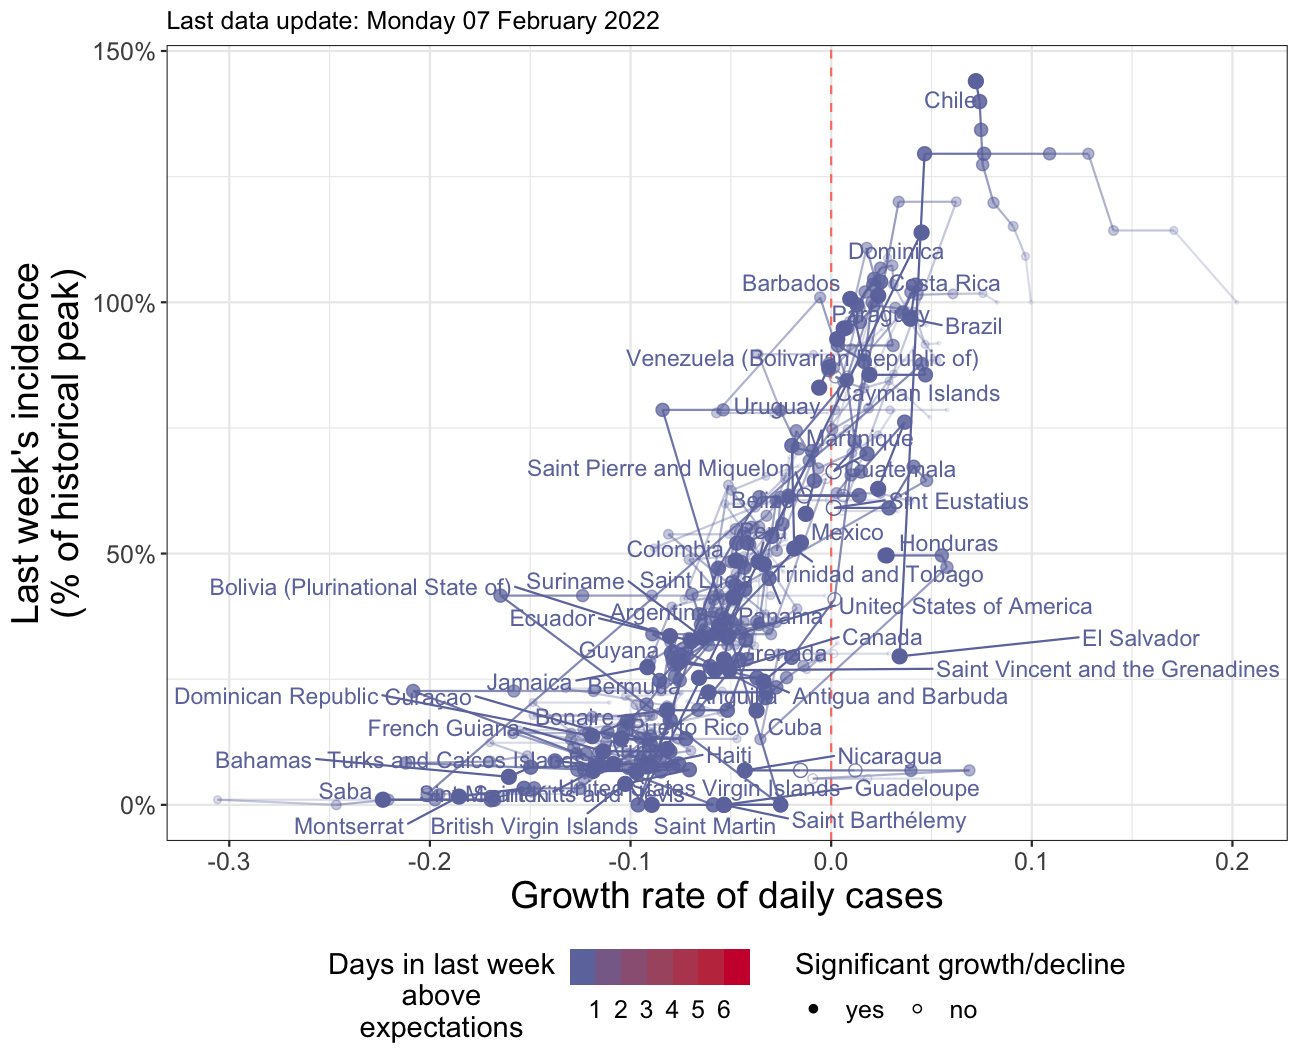 Last data update: Monday 07 February 2022
Last week's incidence
(% of historical peak)
150%
100%
50%
0%
Chile
Dominica
Barbados
Costa Rica
Paraguay
Brazil
Venezuela (Bolivarian Republic of)
Cayman Islands
Uruguay
Martinique
Saint Pierre and Miquelon
Guatemala
Belize
Sint Eustatius
Peru
Mexico
Honduras
Colombia
Trinidad and Tobago
Bolivia (Plurinational State of)
Suriname
Saint Lucia
United States of America
Ecuador
Argentina
Panama
Canada
El Salvador
Guyana
Grenada
Saint Vincent and the Grenadines
Jamaica
Bermuda
Dominican Republic
Curaçao
Anguilla
Antigua and Barbuda
Bonaire
French Guiana
Puerto Rico
Cuba
Bahamas
Turks and Caicos Islands
Haiti
Nicaragua
Saba
Sint Maarten
Saint Kitts and Nevis
United States Virgin Islands
Guadeloupe
Montserrat
British Virgin Islands
Saint Martin
Saint Barthélemy
-0.3
-0.2
-0.1
0.0
0.1
0.2
Growth rate of daily cases
Days in last week
above
expectations
1 2 3 4 5 6
Significant growth/decline
yes
no